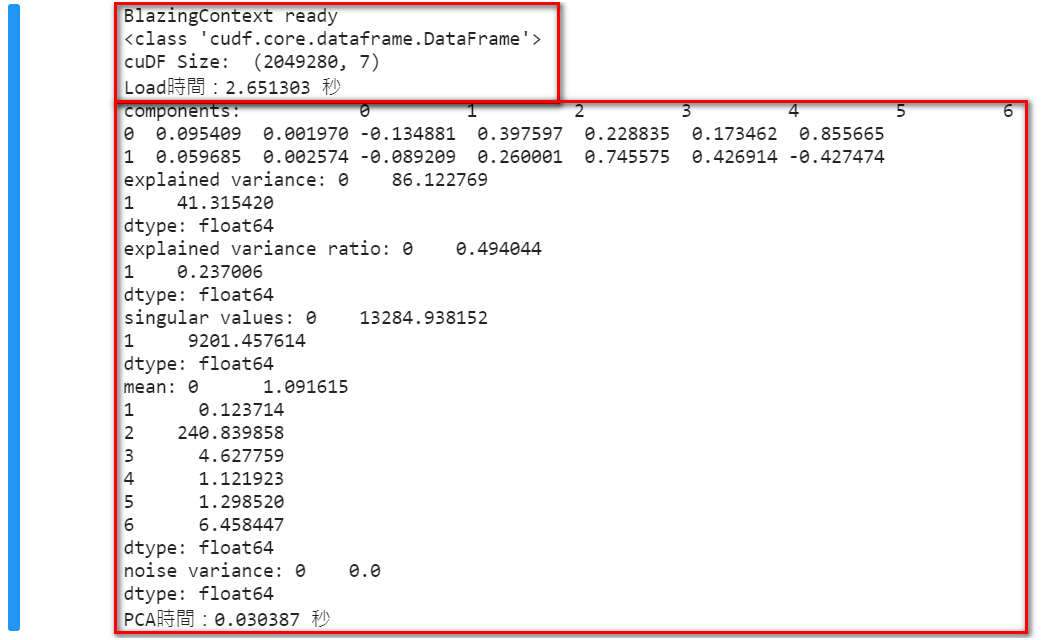 BlazingContext ready
<class 'cudf.core.dataframe.DataFrame'>
cuDF Size:  (2049280, 7)
Load時間：2.651303 秒
components:           0         1         2         3         4         5         6
0  0.095409  0.001970 -0.134881  0.397597  0.228835  0.173462  0.855665
1  0.059685  0.002574 -0.089209  0.260001  0.745575  0.426914 -0.427474
explained variance: 0    86.122769
1    41.315420
dtype: float64
explained variance ratio: 0    0.494044
1    0.237006
dtype: float64
singular values: 0    13284.938152
1     9201.457614
dtype: float64
mean: 0      1.091615
1      0.123714
2    240.839858
3      4.627759
4      1.121923
5      1.298520
6      6.458447
dtype: float64
noise variance: 0    0.0
dtype: float64
PCA時間：0.030387 秒